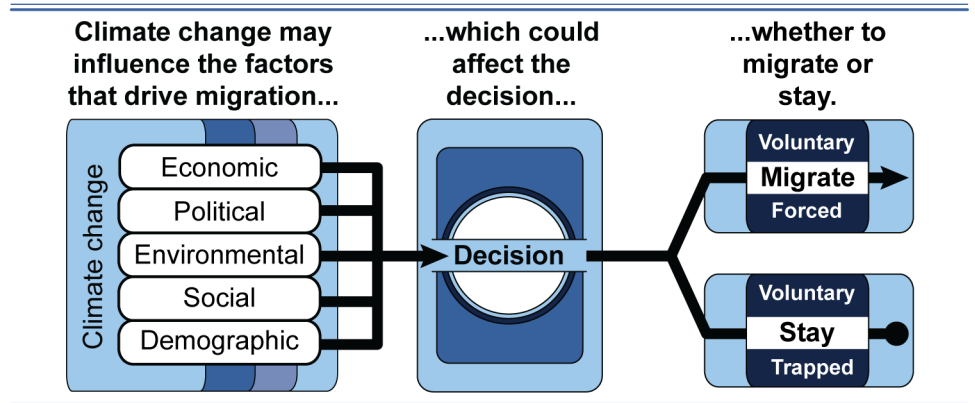 Climate change may
influence the factors
that drive migration...
...which could
affect the
decision...
...whether to
migrate or
stay.
Climate change
Economic
Political
Environmental
Social
Demographic
Decision
Voluntary
Migrate
Forced
Voluntary
Stay
Trapped